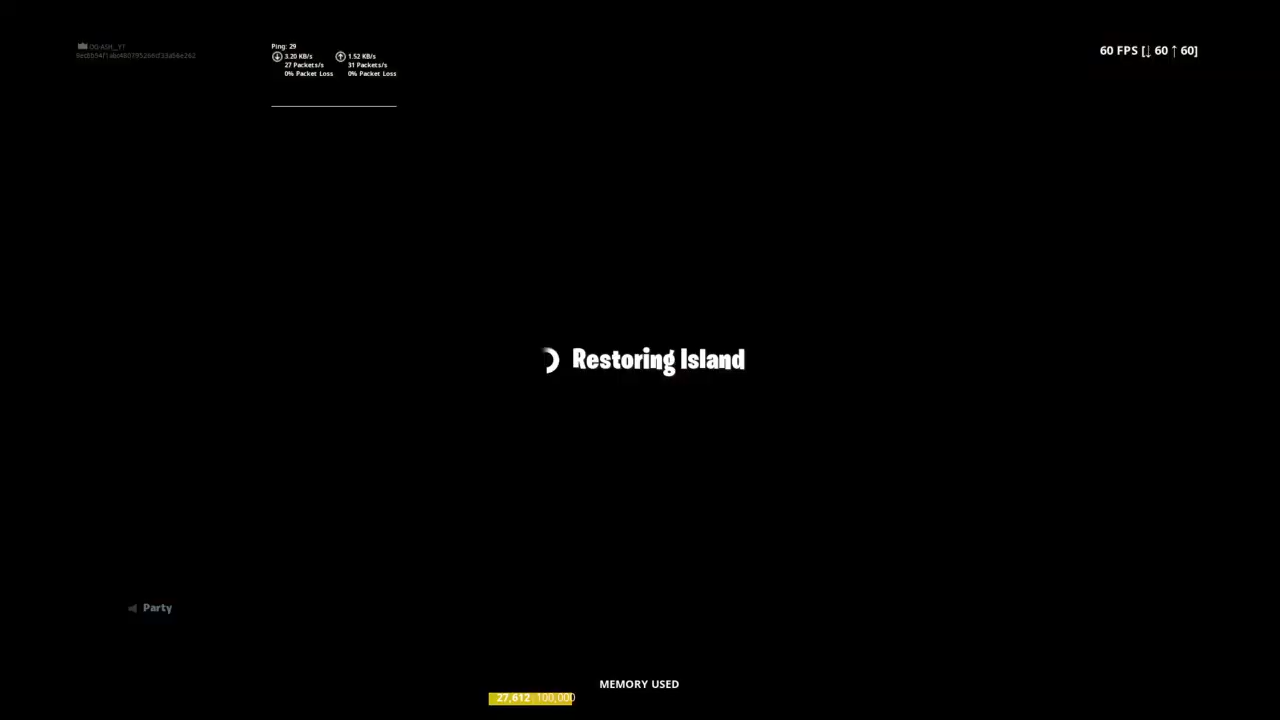 Ping: 29
3.20 KB/s 1.52 KB/s
27 Packets/s 31 Packets/s
0% Packet Loss 0% Packet Loss
60 FPS [↓ 60 ↑ 60]
Restoring Island
Party
MEMORY USED
27,612 100,000